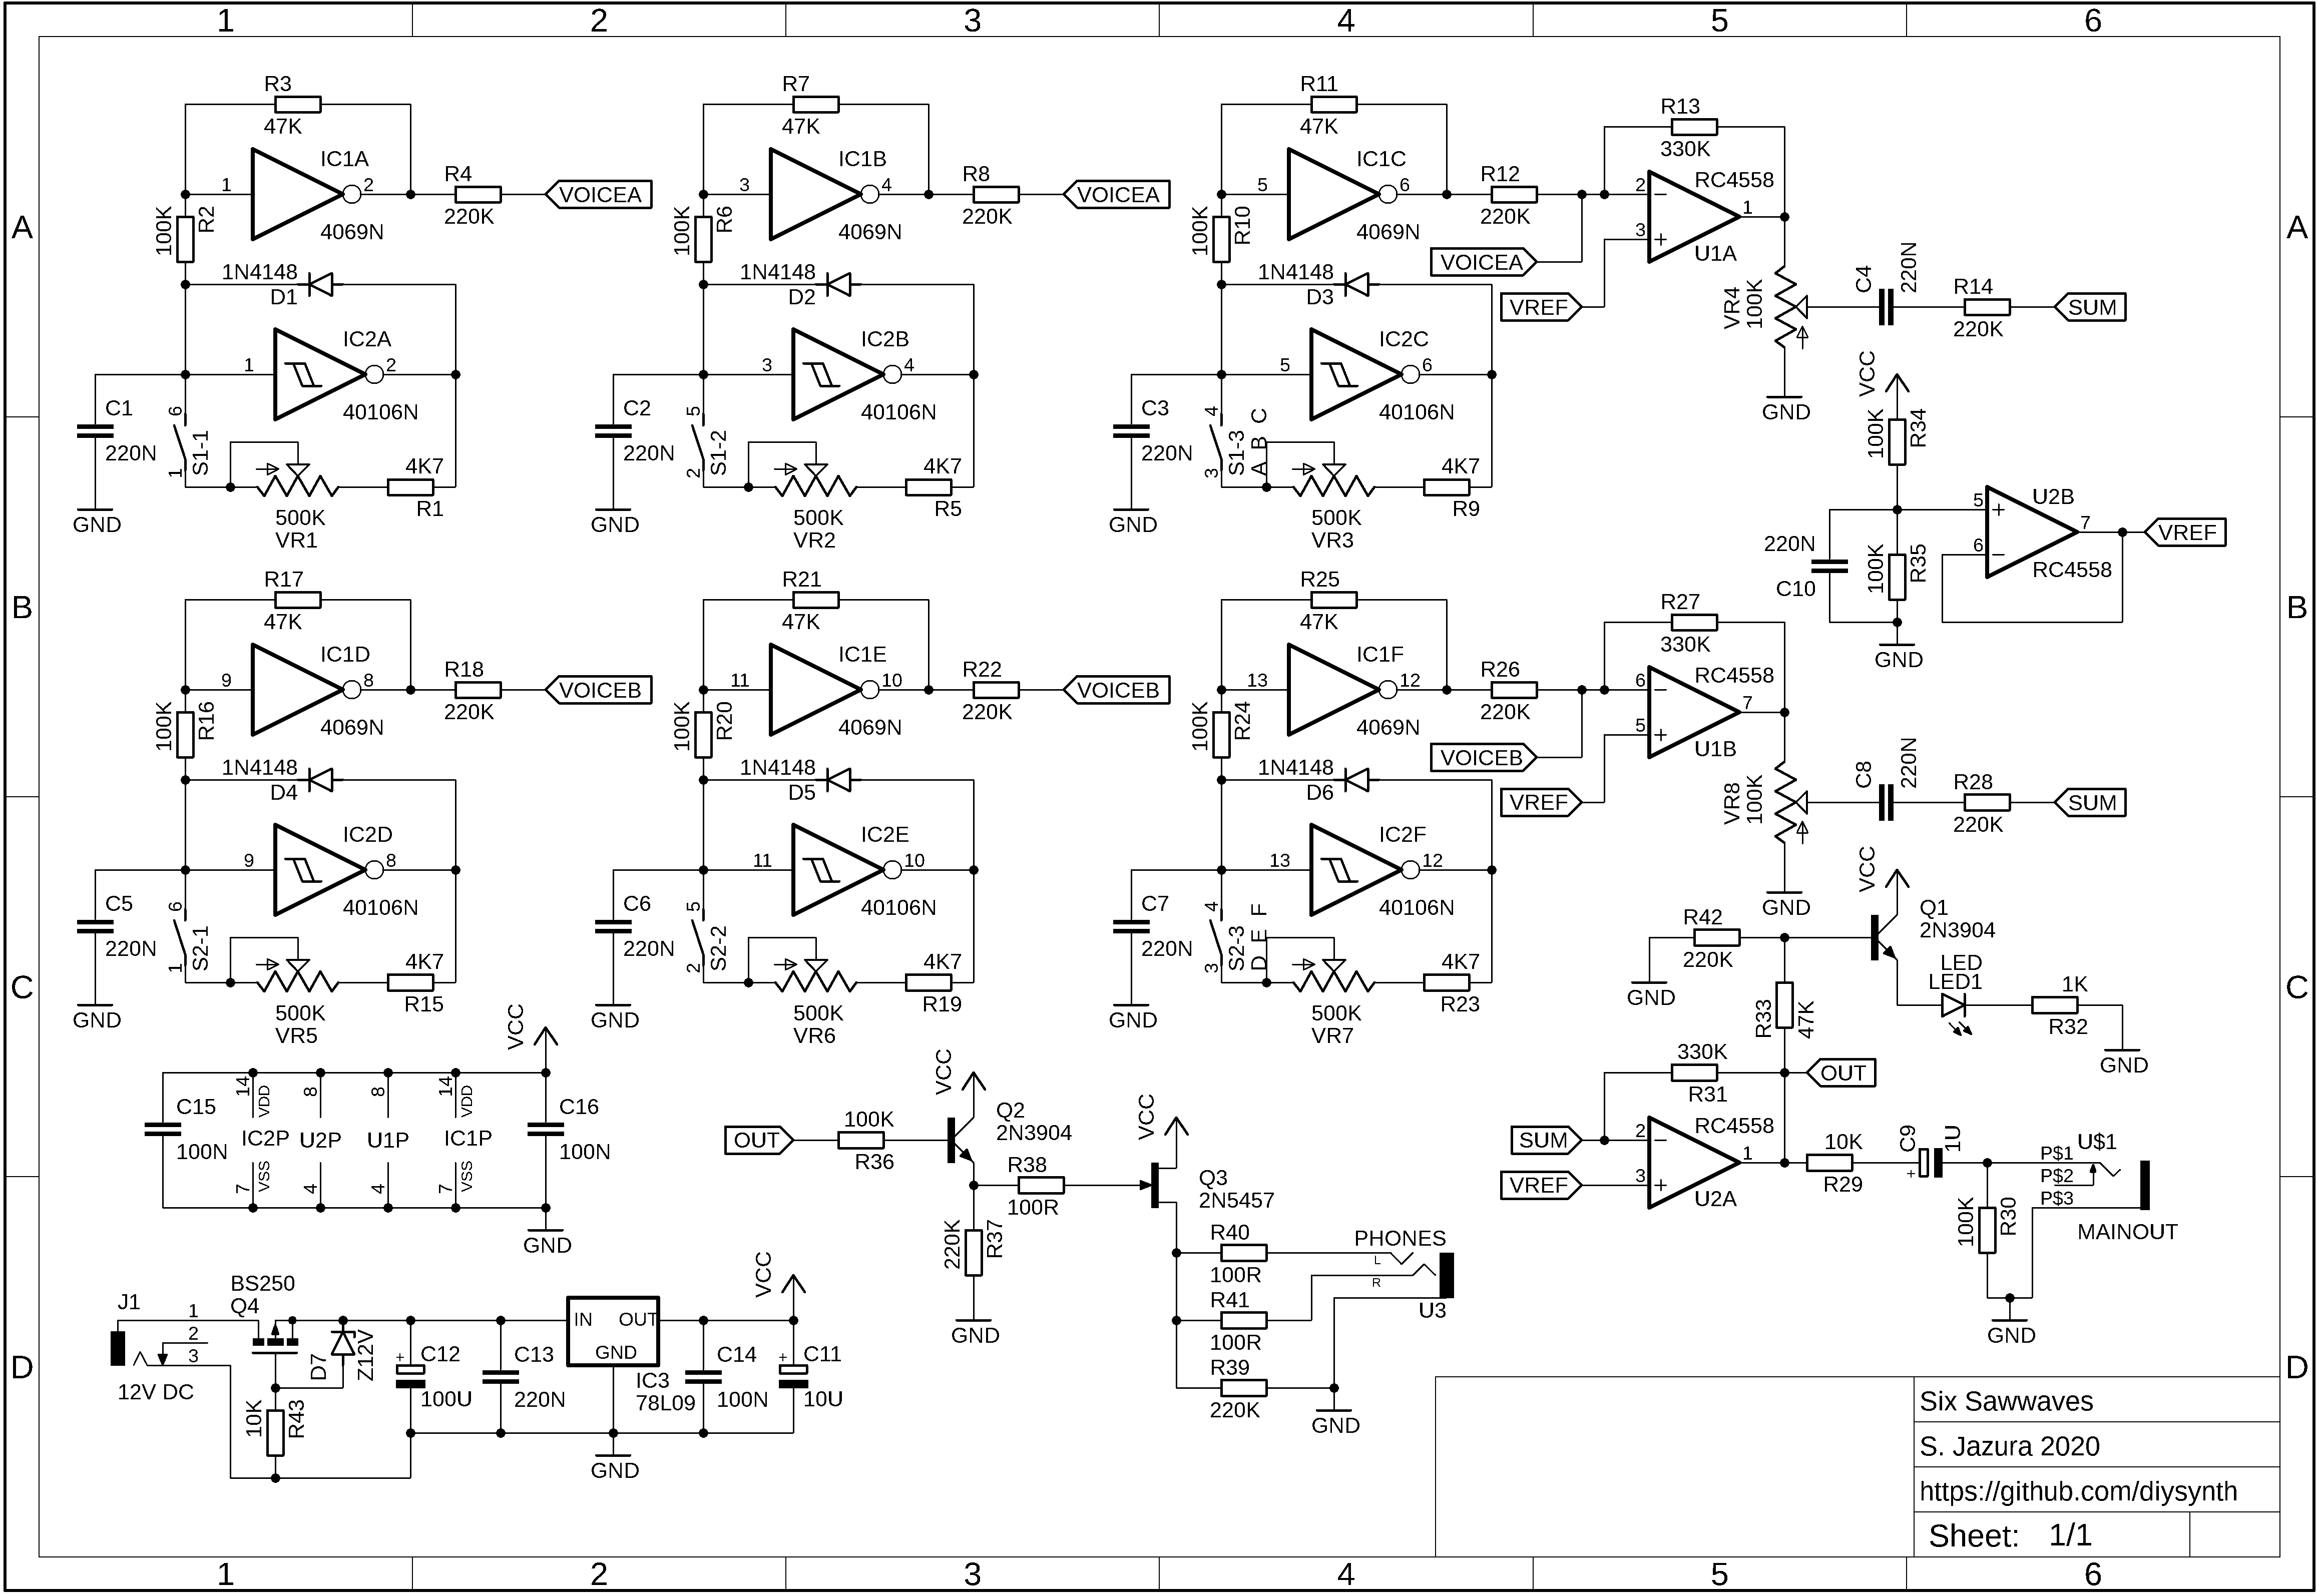 1 2 3 4 5 6
A
B
C
D
R3
47K
IC1A
1
2
4069N
R4
220K
VOICEA
100K
R2
1N4148
D1
IC2A
1
2
40106N
C1
220N
GND
6
1
S1-1
500K
VR1
4K7
R1
R7
47K
IC1B
3
4
4069N
R8
220K
VOICEA
100K
R6
1N4148
D2
IC2B
3
4
40106N
C2
220N
GND
5
2
S1-2
500K
VR2
4K7
R5
R11
47K
IC1C
5
6
4069N
R12
220K
VOICEA
VREF
100K
R10
1N4148
D3
IC2C
5
6
40106N
C3
220N
GND
4
3
S1-3
A B C
500K
VR3
4K7
R9
R13
330K
RC4558
2
3
1
U1A
VR4
100K
GND
C4
220N
R14
220K
SUM
VCC
100K
R34
100K
R35
220N
C10
GND
5
6
7
U2B
RC4558
VREF
R17
47K
IC1D
9
8
4069N
R18
220K
VOICEB
100K
R16
1N4148
D4
IC2D
9
8
40106N
C5
220N
GND
6
1
S2-1
500K
VR5
4K7
R15
R21
47K
IC1E
11
10
4069N
R22
220K
VOICEB
100K
R20
1N4148
D5
IC2E
11
10
40106N
C6
220N
GND
5
2
S2-2
500K
VR6
4K7
R19
R25
47K
IC1F
13
12
4069N
R26
220K
VOICEB
VREF
100K
R24
1N4148
D6
IC2F
13
12
40106N
C7
220N
GND
4
3
S2-3
D E F
500K
VR7
4K7
R23
R27
330K
RC4558
6
5
7
U1B
VR8
100K
GND
C8
220N
R28
220K
SUM
VCC
Q1
2N3904
R42
220K
GND
LED
LED1
1K
R32
GND
R33
47K
330K
R31
OUT
SUM
VREF
2
3
1
RC4558
U2A
10K
R29
C9
+
1U
100K
R30
GND
P$1
P$2
P$3
U$1
MAINOUT
VCC
C15
100N
14
VDD
IC2P
7
VSS
8
U2P
4
8
U1P
4
14
VDD
IC1P
7
VSS
C16
100N
GND
OUT
100K
R36
VCC
Q2
2N3904
R38
100R
220K
R37
GND
VCC
Q3
2N5457
R40
100R
R41
100R
R39
220K
PHONES
L
R
U3
GND
J1
1
2
3
12V DC
BS250
Q4
10K
R43
D7
Z12V
+
C12
100U
C13
220N
IN OUT
GND
IC3
78L09
GND
C14
100N
+
C11
10U
VCC
Six Sawwaves
S. Jazura 2020
https://github.com/diysynth
Sheet: 1/1
A
B
C
D
1 2 3 4 5 6